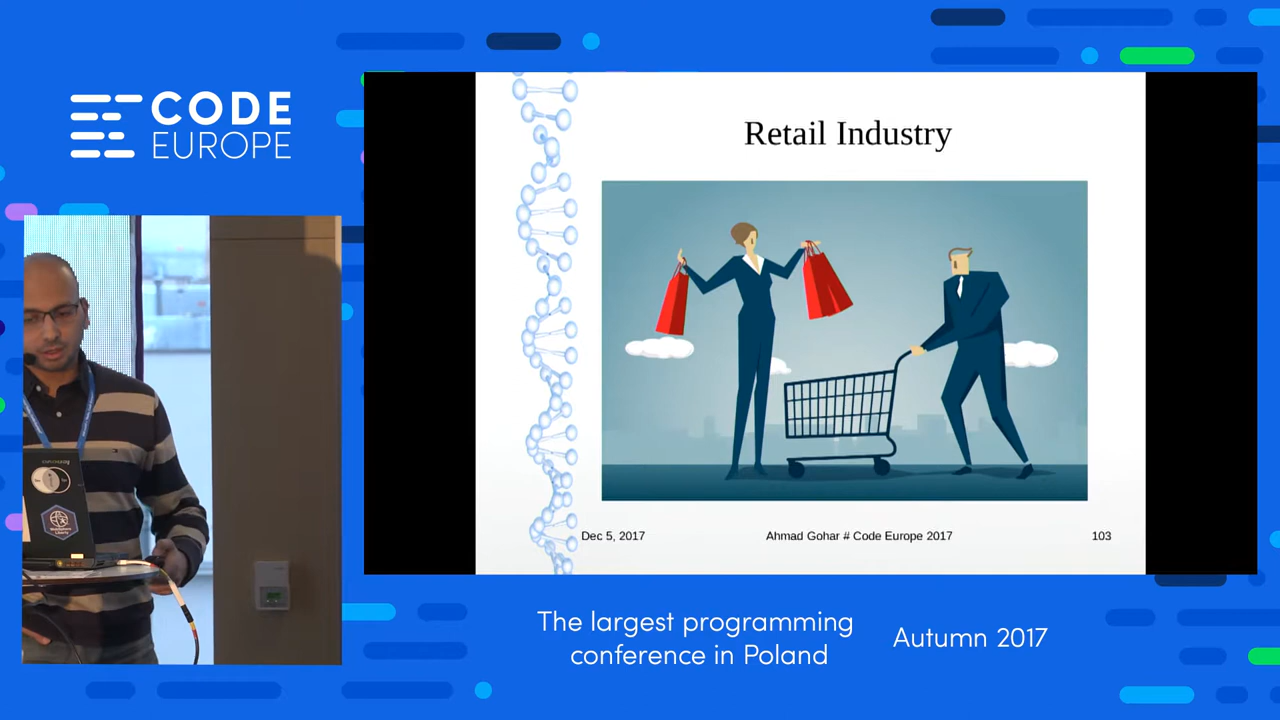 CODE
EUROPE
Retail Industry
Dec 5, 2017
Ahmad Gohar # Code Europe 2017
103
The largest programming
conference in Poland
Autumn 2017